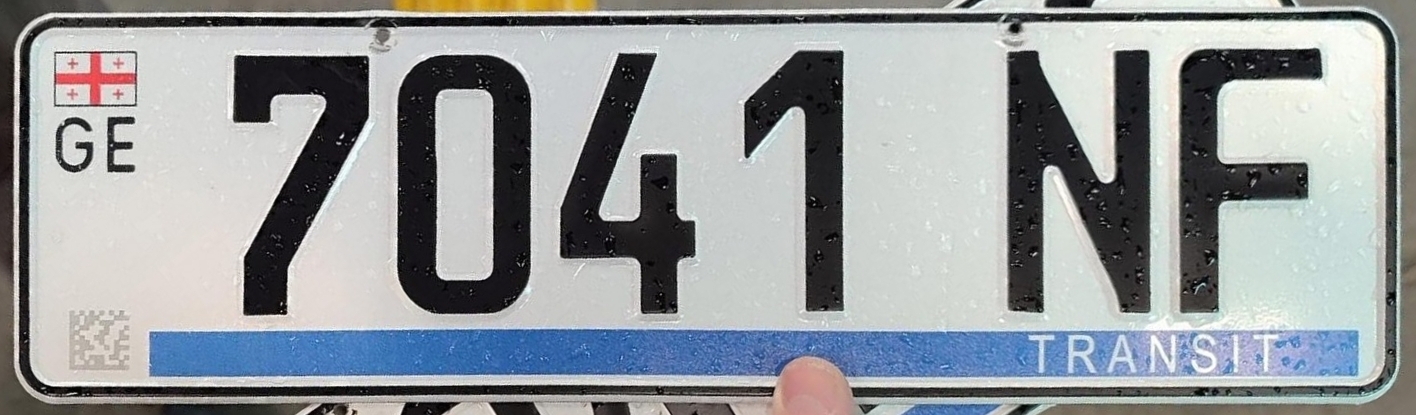 GE
7041 NF
TRANSIT